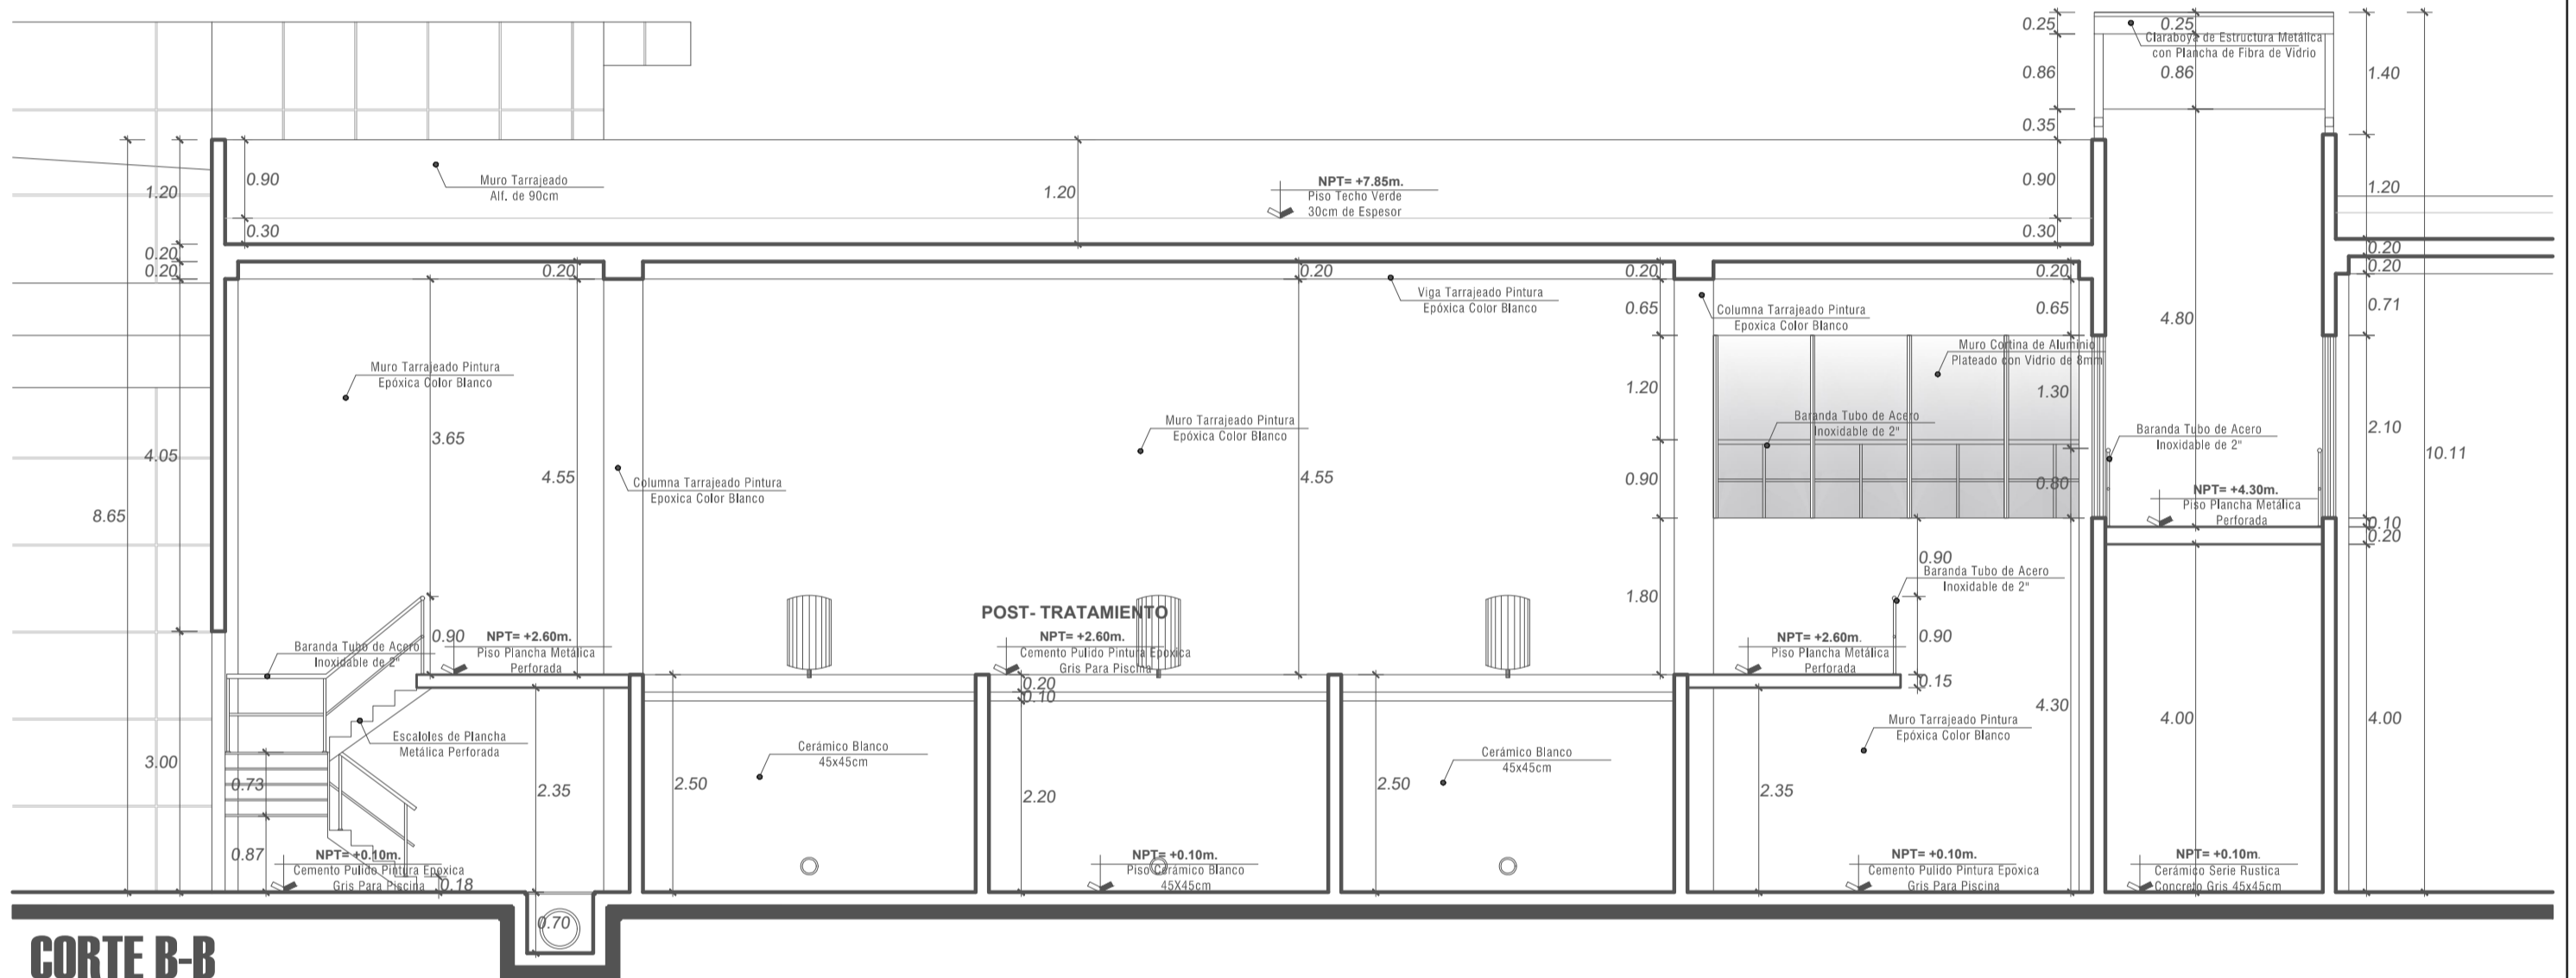 0.25
0.25
Claraboya de Estructura Metálica
con Plancha de Fibra de Vidrio
0.86
0.86
1.40
0.35
1.20
0.90
Muro Tarrajeado
Alf. de 90cm
1.20
NPT= +7.85m.
Piso Techo Verde
30cm de Espesor
0.90
1.20
0.30
0.30
0.20
0.20
0.20
0.20
0.20
0.20
0.20
0.20
0.20
Viga Tarrajeado Pintura
Epóxica Color Blanco
0.65
Columna Tarrajeado Pintura
Epoxica Color Blanco
0.65
0.71
4.80
Muro Tarrajeado Pintura
Epóxica Color Blanco
Muro Cortina de Aluminio
Plateado con Vidrio de 8mm
1.20
1.30
Muro Tarrajeado Pintura
Epóxica Color Blanco
Baranda Tubo de Acero
Inoxidable de 2"
Baranda Tubo de Acero
Inoxidable de 2"
2.10
3.65
4.05
4.55
4.55
10.11
Columna Tarrajeado Pintura
Epoxica Color Blanco
0.90
0.80
NPT= +4.30m.
Piso Plancha Metálica
Perforada
8.65
0.10
0.20
0.90
Baranda Tubo de Acero
Inoxidable de 2"
1.80
POST- TRATAMIENTO
Baranda Tubo de Acero
Inoxidable de 2"
0.90
NPT= +2.60m.
Piso Plancha Metálica
Perforada
NPT= +2.60m.
Cemento Pulido Pintura Epoxica
Gris Para Piscina
NPT= +2.60m.
Piso Plancha Metálica
Perforada
0.90
0.20
0.10
0.15
4.30
Escaloles de Plancha
Metálica Perforada
Cerámico Blanco
45x45cm
Cerámico Blanco
45x45cm
Muro Tarrajeado Pintura
Epóxica Color Blanco
4.00
4.00
3.00
0.73
2.35
2.50
2.20
2.50
2.35
0.87
NPT= +0.10m.
Cemento Pulido Pintura Epoxica
Gris Para Piscina
0.18
NPT= +0.10m.
Piso Cerámico Blanco
45X45cm
NPT= +0.10m.
Cemento Pulido Pintura Epoxica
Gris Para Piscina
NPT= +0.10m.
Cerámico Serie Rustica
Concreto Gris 45x45cm
0.70
CORTE B-B